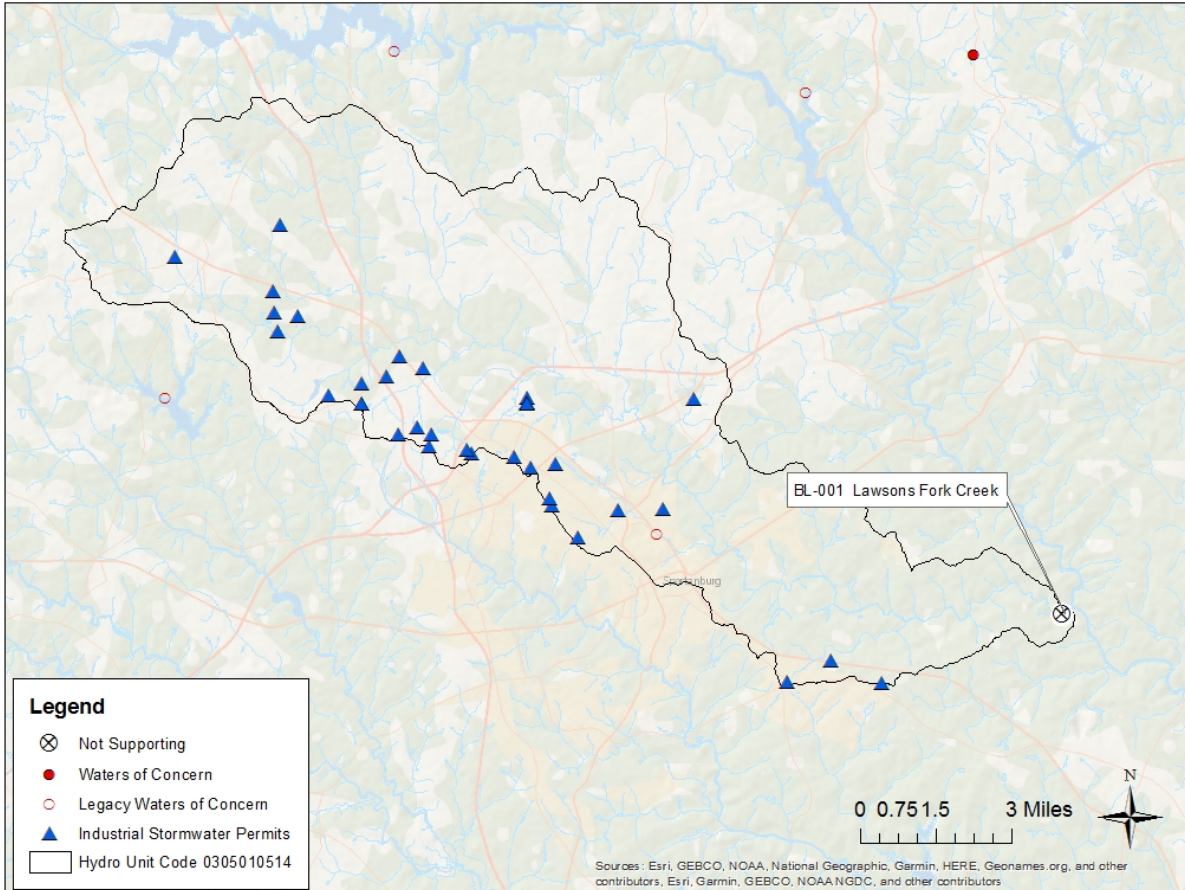 BL-001 Lawsons Fork Creek
Spartanburg
Legend
Not Supporting
Waters of Concern
Legacy Waters of Concern
Industrial Stormwater Permits
Hydro Unit Code 0305010514
0 0.75 1.5 3 Miles
N
Sources: Esri, GEBCO, NOAA, National Geographic, Garmin, HERE, Geonames.org, and other
contributors, Esri, Garmin, GEBCO, NOAA NGDC, and other contributors